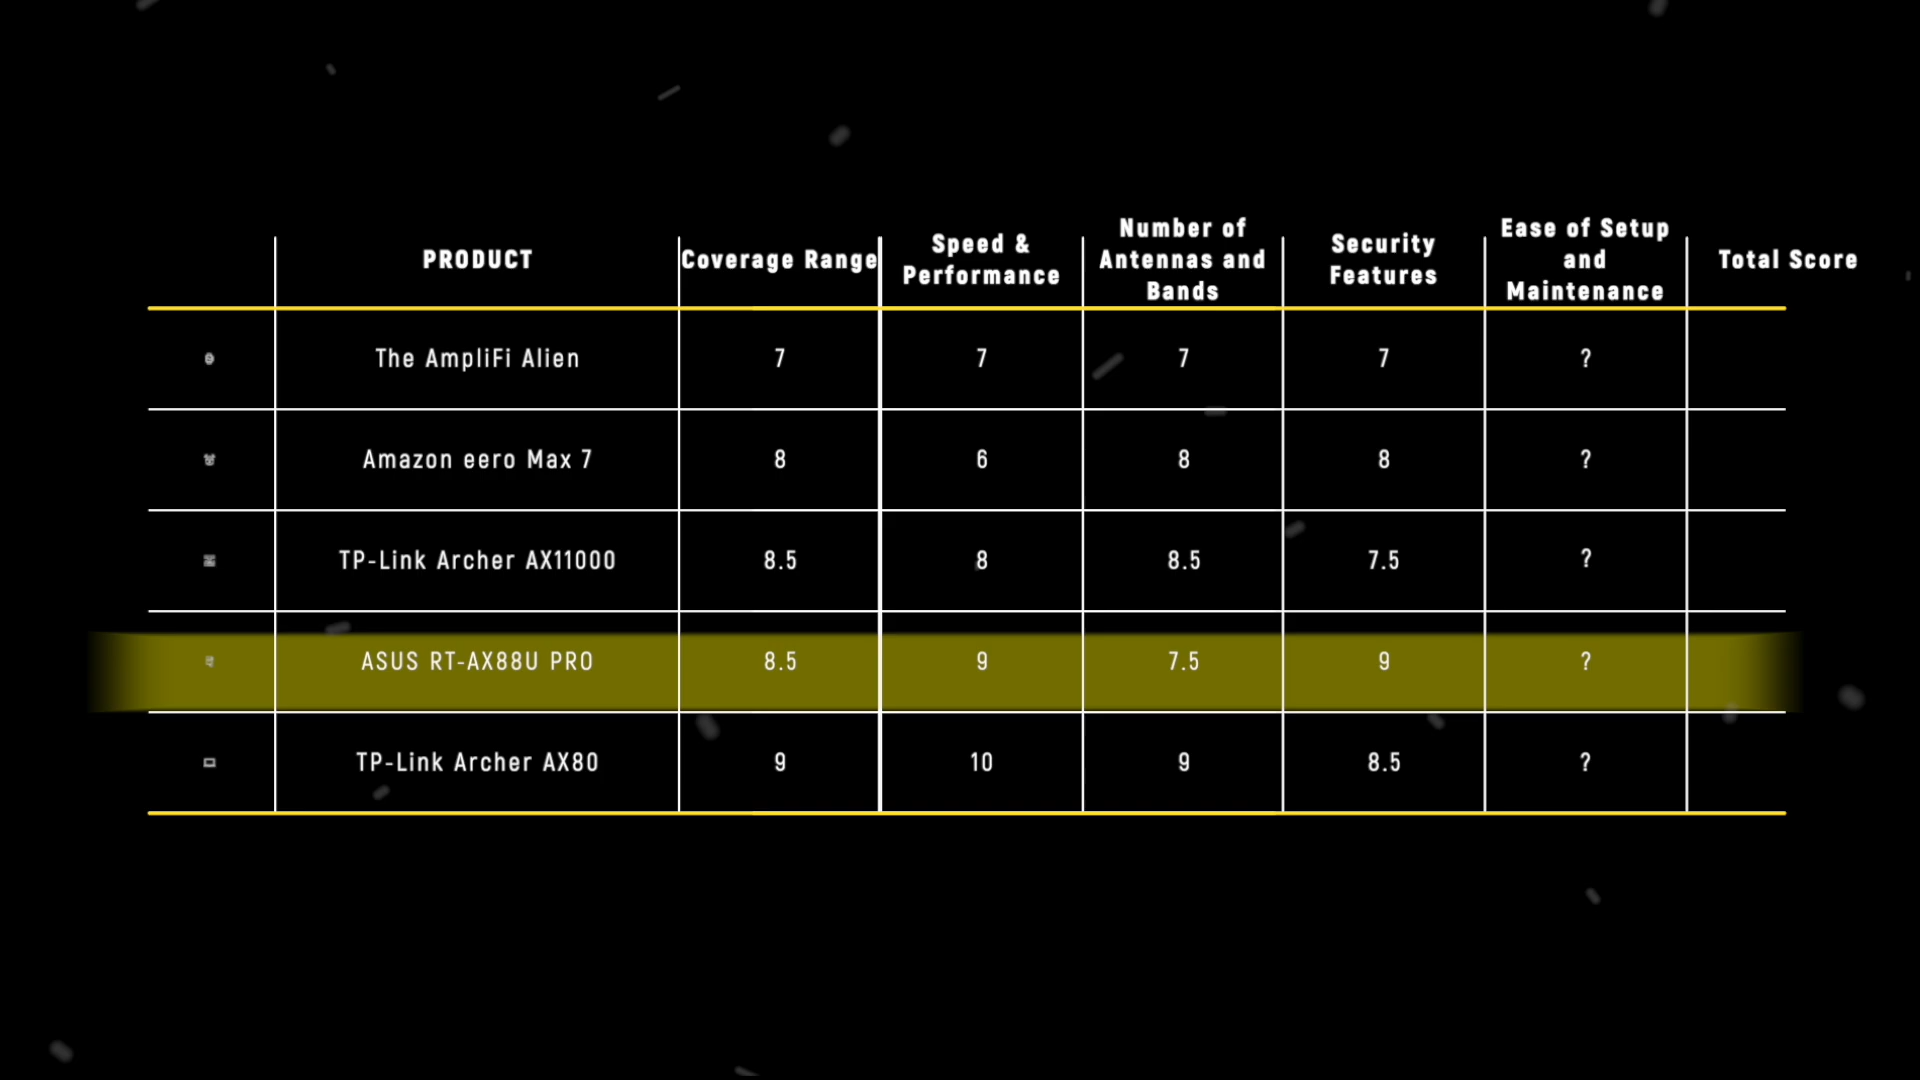 PRODUCT
Coverage Range
Speed &
Performance
Number of
Antennas and
Bands
Security
Features
Ease of Setup
and
Maintenance
Total Score
The AmpliFi Alien 7 7 7 7 ?
Amazon eero Max 7 8 6 8 8 ?
TP-Link Archer AX11000 8.5 8 8.5 7.5 ?
ASUS RT-AX88U PRO 8.5 9 7.5 9 ?
TP-Link Archer AX80 9 10 9 8.5 ?